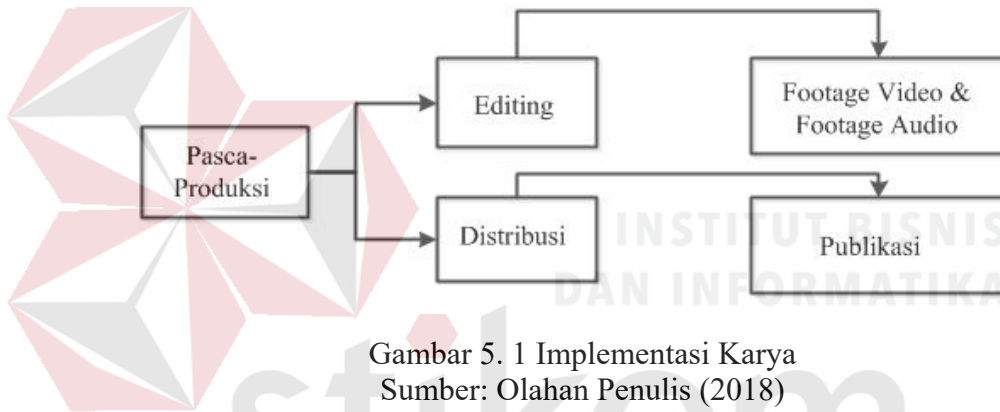 Pasca-
Produksi
Editing
Footage Video &
Footage Audio
Distribusi
Publikasi
INSTITUT BISNIS
DAN INFORMATIKA
Gambar 5. 1 Implementasi Karya
Sumber: Olahan Penulis (2018)
stikom